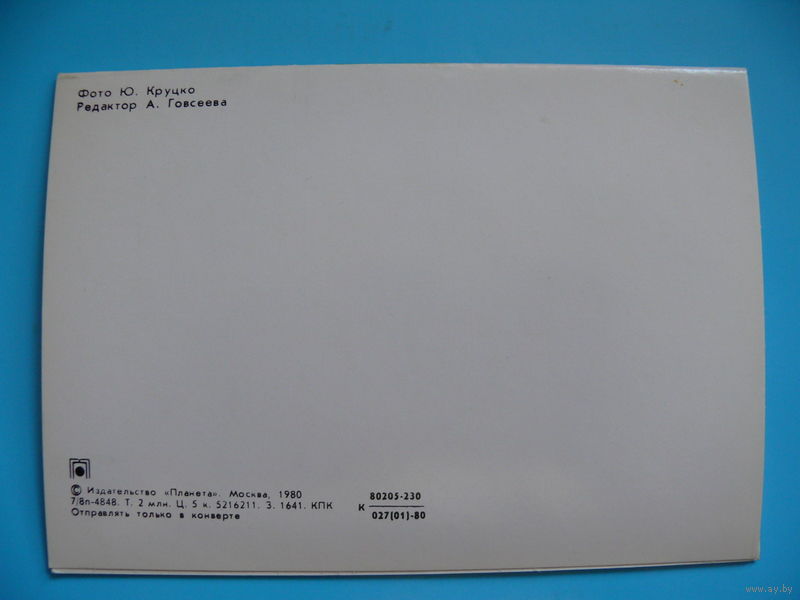 Фото Ю. Круцко
Редактор А. Говсеева
© Издательство «Планета». Москва, 1980
7/8п-4848. Т. 2 млн. Ц. 5 к. 5216211. З. 1641. КПК
Отправлять только в конверте
К 80205-230
027(01)-80
www.ay.by